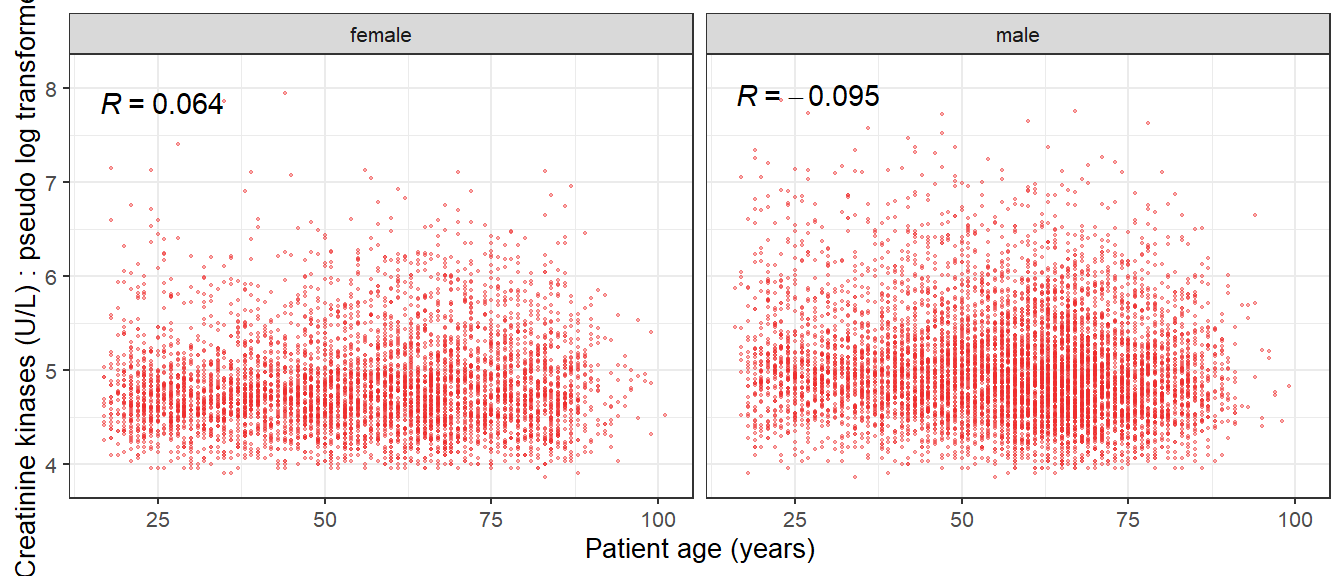 female
male
Creatinine kinases (U/L) : pseudo log transforme
R = 0.064
R = −0.095
8
7
6
5
4
25 50 75 100
25 50 75 100
Patient age (years)